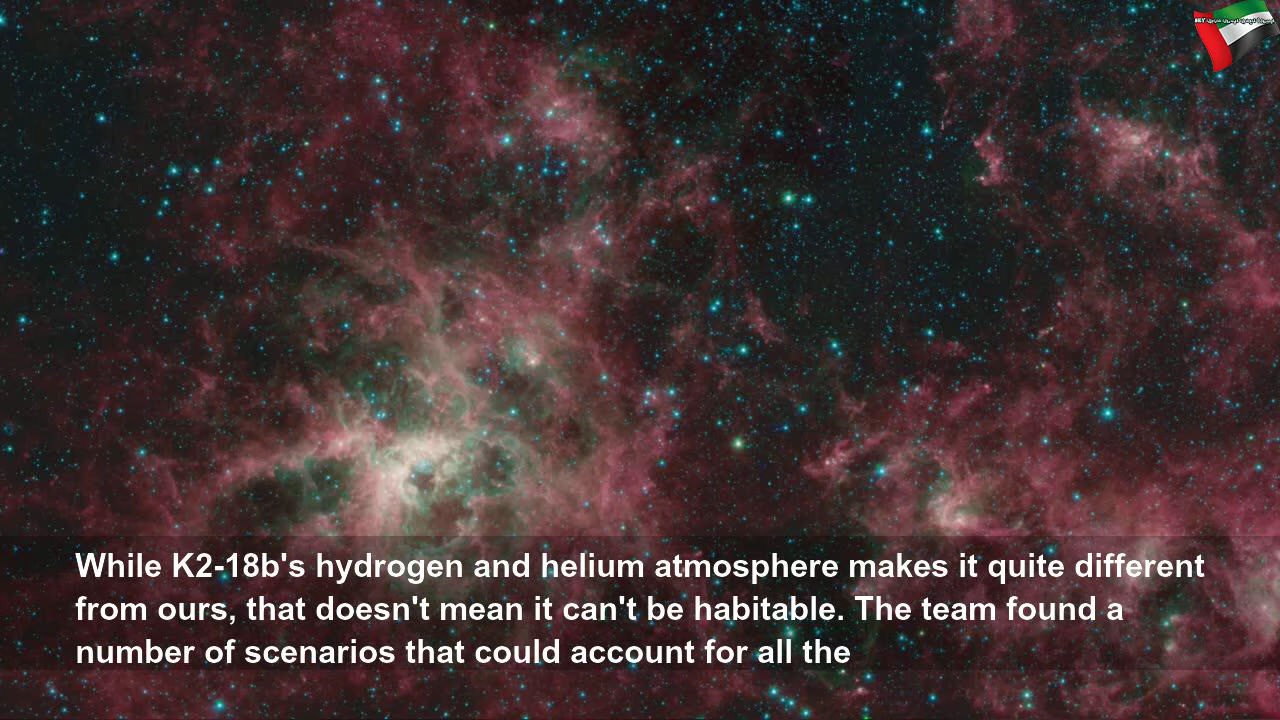 While K2-18b's hydrogen and helium atmosphere makes it quite different
from ours, that doesn't mean it can't be habitable. The team found a
number of scenarios that could account for all the